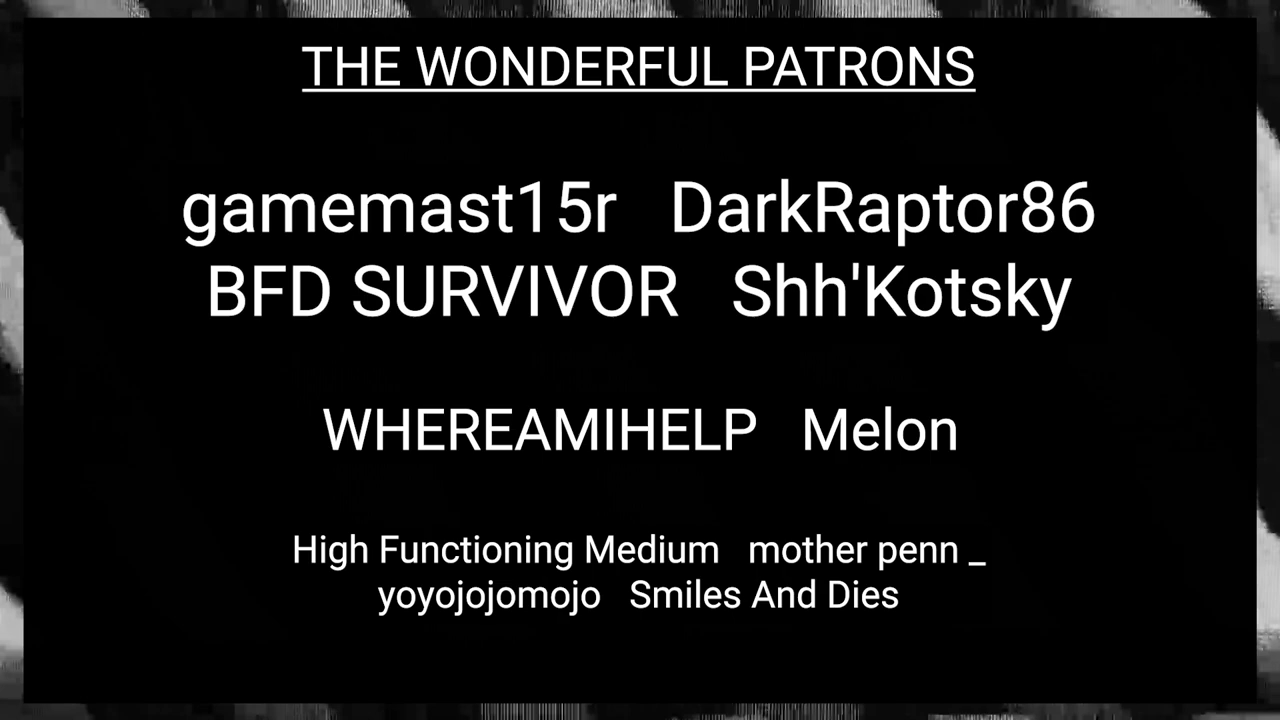 THE WONDERFUL PATRONS
gamemast15r DarkRaptor86
BFD SURVIVOR Shh'Kotsky
WHEREAMIHELP Melon
High Functioning Medium mother penn _
yoyojojomojo Smiles And Dies